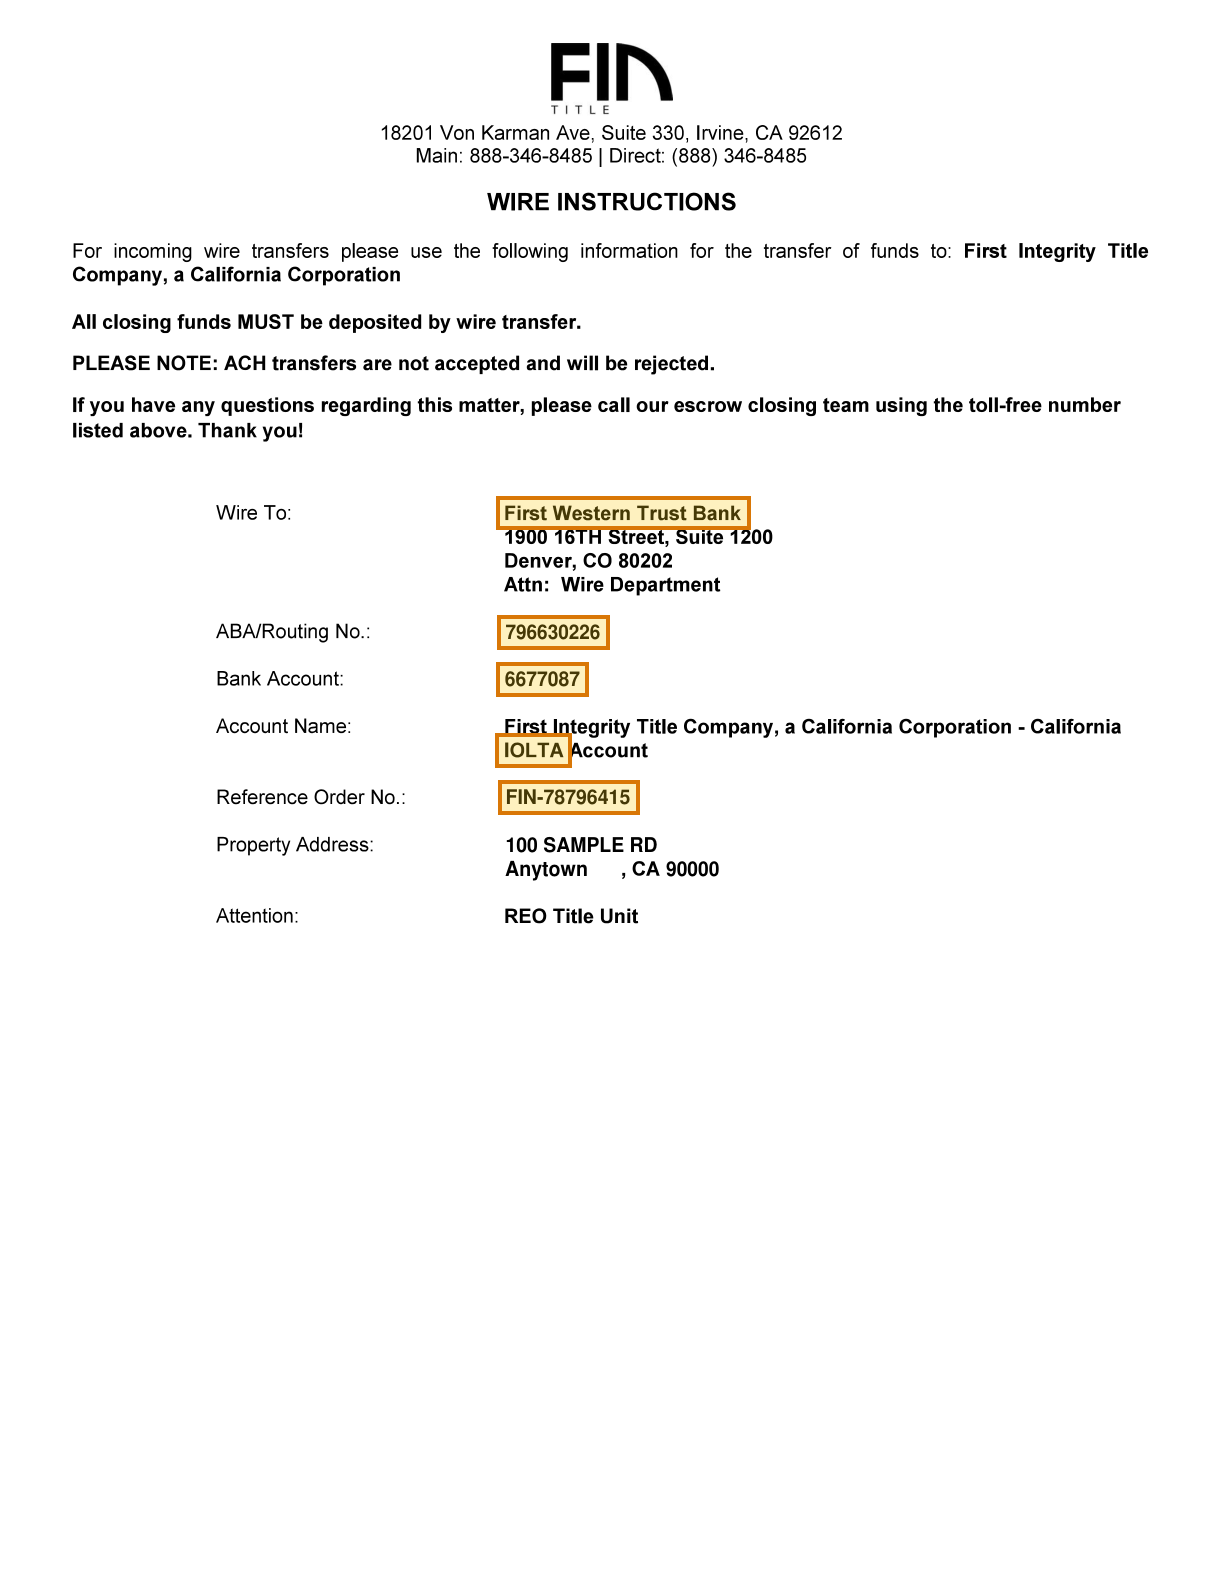 FIN
TITLE
18201 Von Karman Ave, Suite 330, Irvine, CA 92612
Main: 888-346-8485 | Direct: (888) 346-8485
WIRE INSTRUCTIONS
For incoming wire transfers please use the following information for the transfer of funds to: First Integrity Title
Company, a California Corporation
All closing funds MUST be deposited by wire transfer.
PLEASE NOTE: ACH transfers are not accepted and will be rejected.
If you have any questions regarding this matter, please call our escrow closing team using the toll-free number
listed above. Thank you!
Wire To: First Western Trust Bank
1900 16TH Street, Suite 1200
Denver, CO 80202
Attn: Wire Department
ABA/Routing No.: 796630226
Bank Account: 6677087
Account Name: First Integrity Title Company, a California Corporation - California
IOLTA Account
Reference Order No.: FIN-78796415
Property Address: 100 SAMPLE RD
Anytown , CA 90000
Attention: REO Title Unit